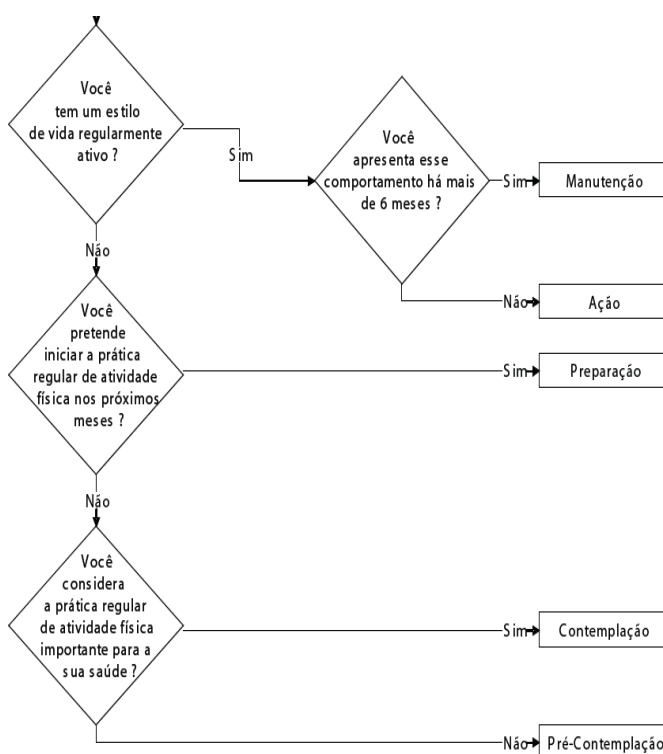 Você
tem um estilo
de vida regularmente
ativo ?
Sim
Você
apresenta esse
comportamento há mais
de 6 meses ?
Sim
Manutenção
Não
Ação
Não
Você
pretende
iniciar a prática
regular de atividade
física nos próximos
meses ?
Sim
Preparação
Não
Você
considera
a prática regular
de atividade física
importante para a
sua saúde ?
Sim
Contemplação
Não
Pré-Contemplação